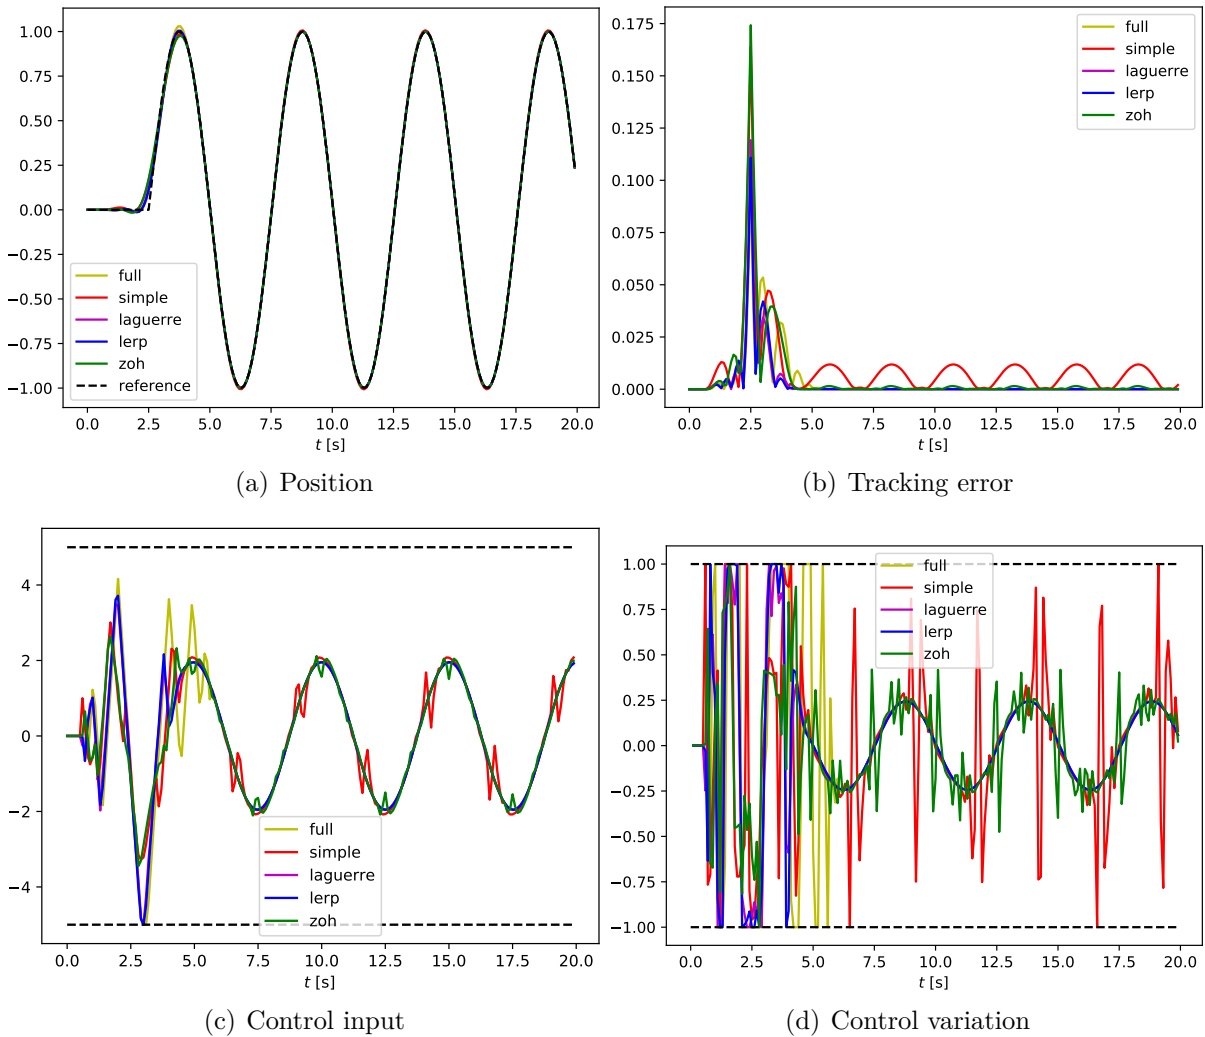 1.00
0.75
0.50
0.25
0.00
−0.25
−0.50
−0.75
−1.00
full
simple
laguerre
lerp
zoh
reference
0.0 2.5 5.0 7.5 10.0 12.5 15.0 17.5 20.0
t [s]
(a) Position
0.175
0.150
0.125
0.100
0.075
0.050
0.025
0.000
full
simple
laguerre
lerp
zoh
0.0 2.5 5.0 7.5 10.0 12.5 15.0 17.5 20.0
t [s]
(b) Tracking error
4
2
0
−2
−4
full
simple
laguerre
lerp
zoh
0.0 2.5 5.0 7.5 10.0 12.5 15.0 17.5 20.0
t [s]
(c) Control input
1.00
0.75
0.50
0.25
0.00
−0.25
−0.50
−0.75
−1.00
full
simple
laguerre
lerp
zoh
0.0 2.5 5.0 7.5 10.0 12.5 15.0 17.5 20.0
t [s]
(d) Control variation